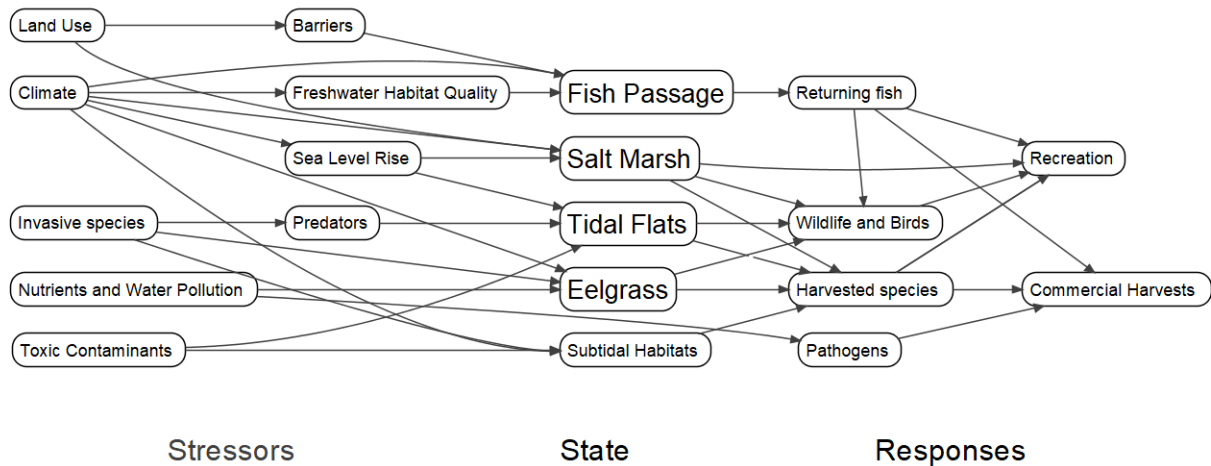 Land Use
Barriers
Climate
Freshwater Habitat Quality
Fish Passage
Returning fish
Sea Level Rise
Salt Marsh
Recreation
Invasive species
Predators
Tidal Flats
Wildlife and Birds
Nutrients and Water Pollution
Eelgrass
Harvested species
Commercial Harvests
Toxic Contaminants
Subtidal Habitats
Pathogens
Stressors
State
Responses